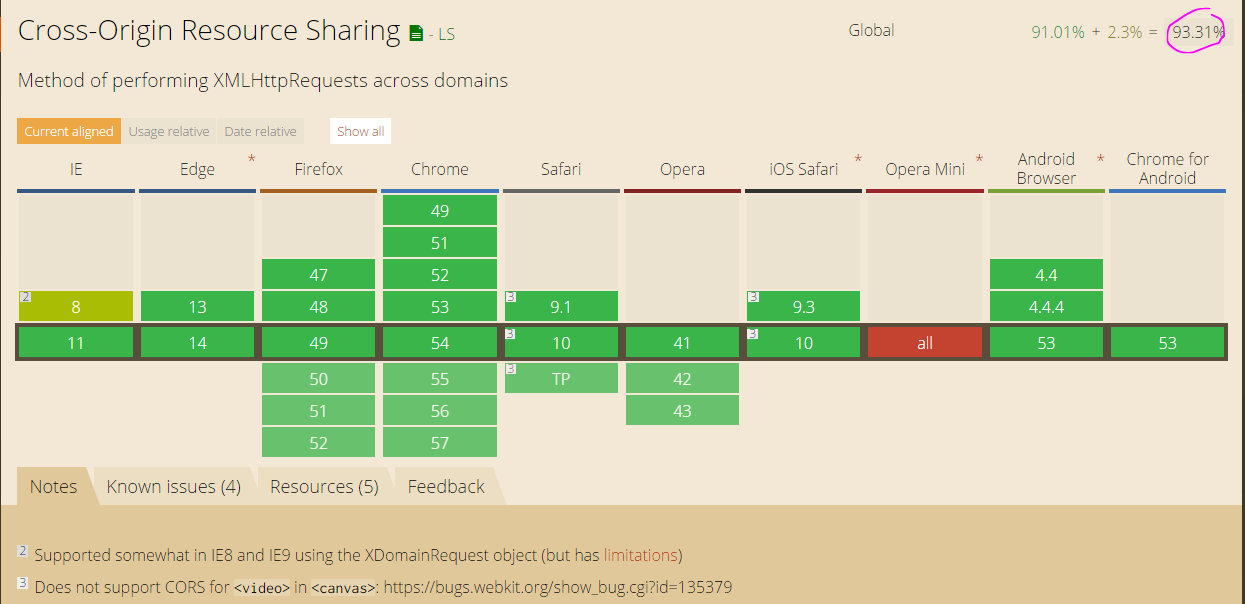 Cross-Origin Resource Sharing - LS
Global 91.01% + 2.3% = 93.31%
Method of performing XMLHttpRequests across domains
Current aligned Usage relative Date relative Show all
IE Edge * Firefox Chrome Safari Opera iOS Safari * Opera Mini * Android Browser * Chrome for Android
49
51
47 52 4.4
2 8 13 48 53 3 9.1 3 9.3 4.4.4
11 14 49 54 3 10 41 3 10 all 53 53
50 55 3 TP 42
51 56 43
52 57
Notes Known issues (4) Resources (5) Feedback
2 Supported somewhat in IE8 and IE9 using the XDomainRequest object (but has limitations)
3 Does not support CORS for <video> in <canvas>: https://bugs.webkit.org/show_bug.cgi?id=135379